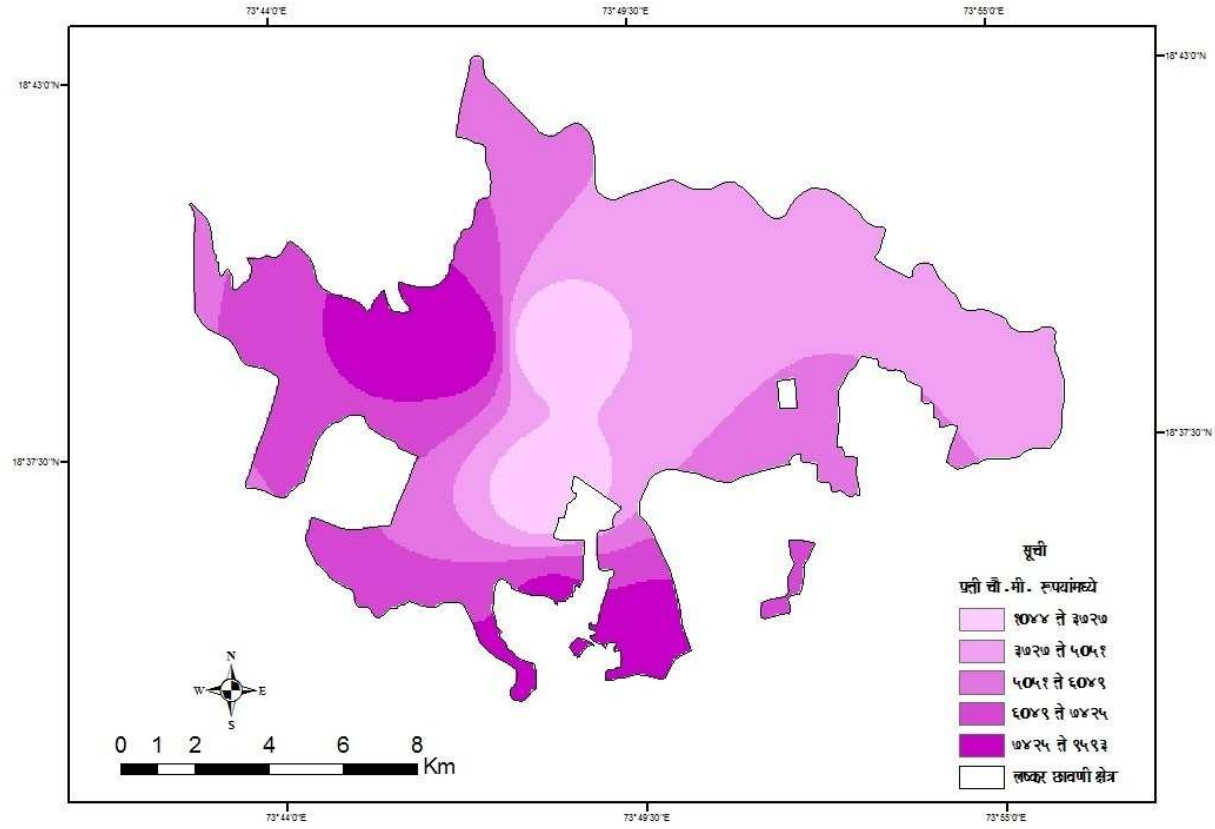 73°44'0"E 73°49'30"E 73°55'0"E
18°43'0"N 18°43'0"N
18°37'30"N 18°37'30"N
सूची
प्रती चौ.मी. रूपयांमध्ये
१०४४ ते ३७२७
३७२७ ते ५०५१
५०५१ ते ६०४९
६०४९ ते ७४२५
७४२५ ते ९५९३
लष्कर छावणी क्षेत्र
N
W E
S
0 1 2 4 6 8
Km
73°44'0"E 73°49'30"E 73°55'0"E